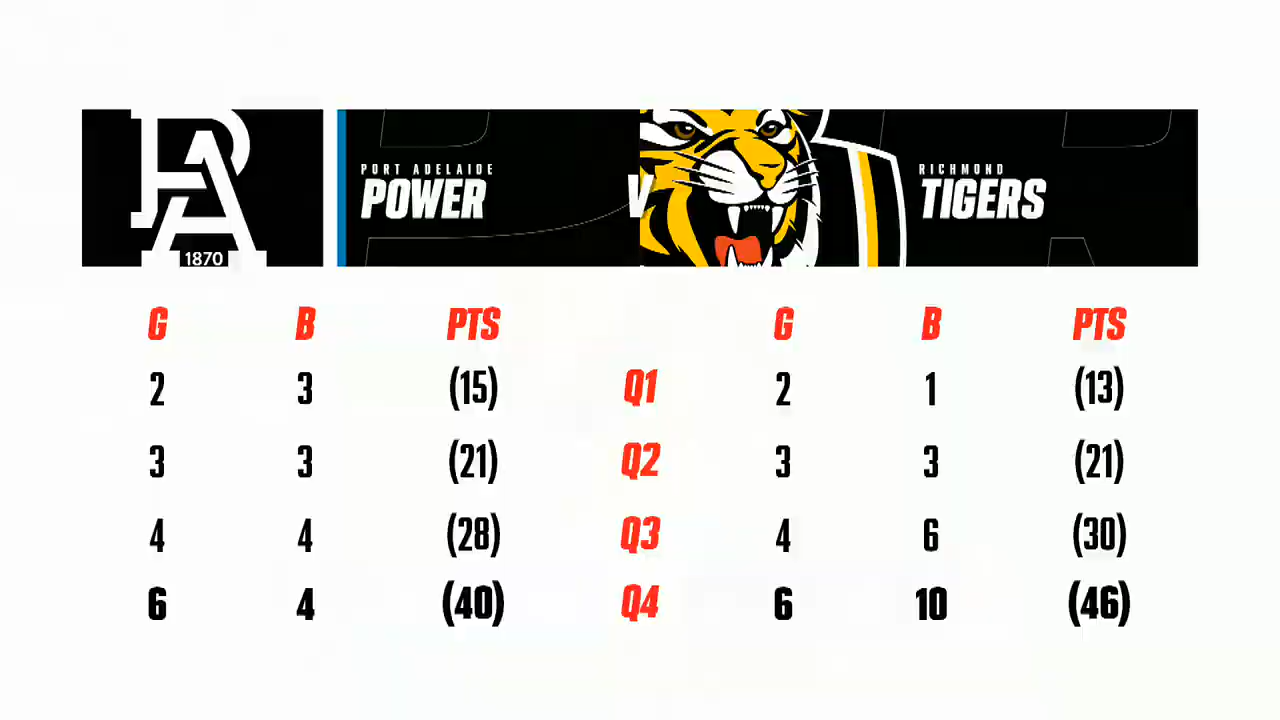 PA
1870
PORT ADELAIDE
POWER
V
RICHMOND
TIGERS
G B PTS G B PTS
2 3 (15) Q1 2 1 (13)
3 3 (21) Q2 3 3 (21)
4 4 (28) Q3 4 6 (30)
6 4 (40) Q4 6 10 (46)